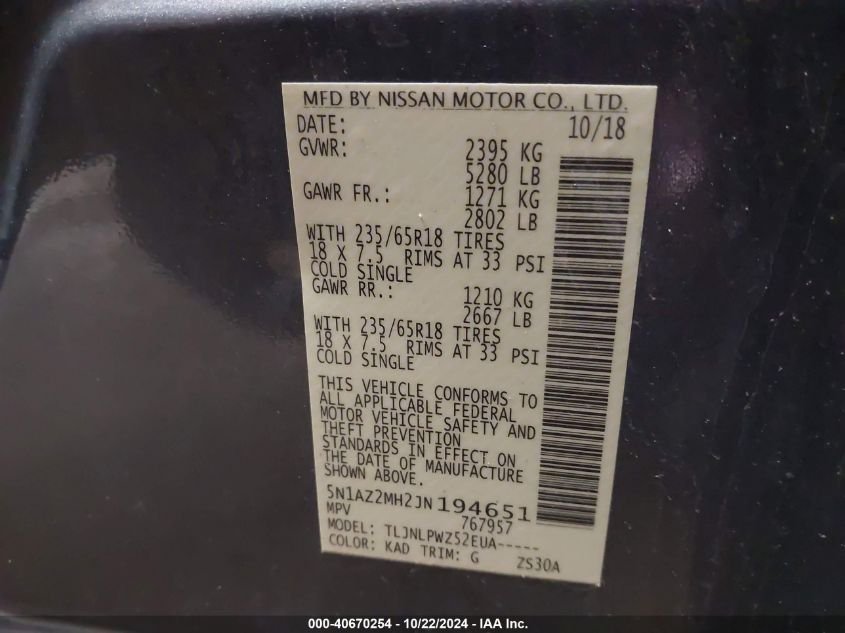 MFD BY NISSAN MOTOR CO., LTD.
DATE: 10/18
GVWR: 2395 KG
5280 LB
GAWR FR.: 1271 KG
2802 LB
WITH 235/65R18 TIRES
18 X 7.5 RIMS AT 33 PSI
COLD SINGLE
GAWR RR.: 1210 KG
2667 LB
WITH 235/65R18 TIRES
18 X 7.5 RIMS AT 33 PSI
COLD SINGLE
THIS VEHICLE CONFORMS TO
ALL APPLICABLE FEDERAL
MOTOR VEHICLE SAFETY AND
THEFT PREVENTION
STANDARDS IN EFFECT ON
THE DATE OF MANUFACTURE
SHOWN ABOVE.
5N1AZ2MH2JN194651
MPV 767957
MODEL: TLJNLPWZ52EUA-----
COLOR: KAD TRIM: G ZS30A
000-40670254 - 10/22/2024 - IAA Inc.